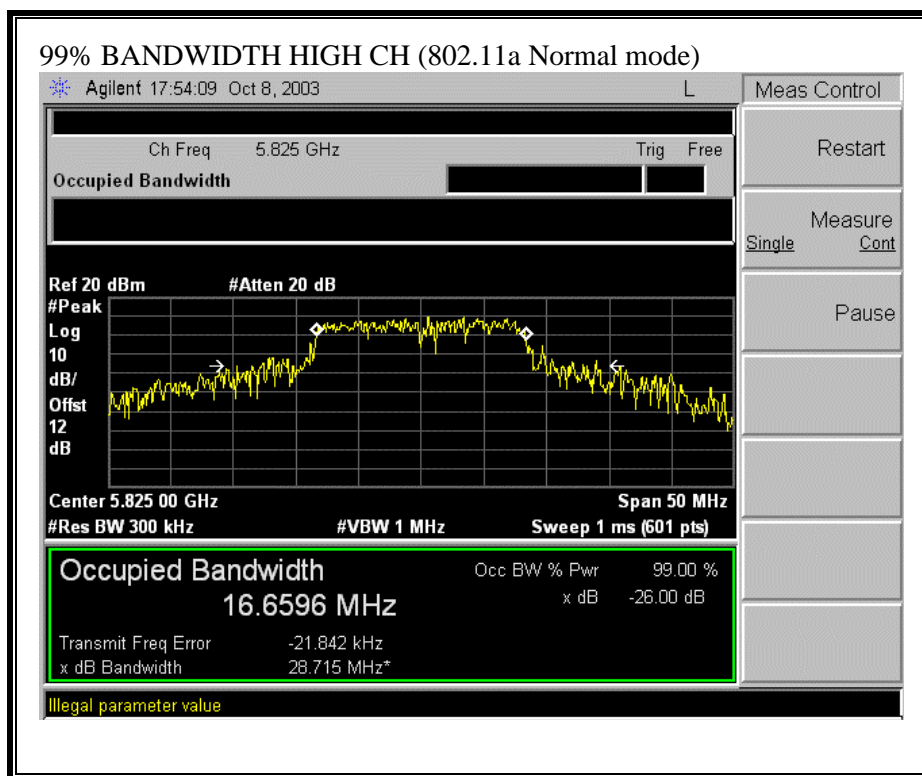 99% BANDWIDTH HIGH CH (802.11a Normal mode)
Agilent 17:54:09 Oct 8, 2003 L Meas Control
Ch Freq 5.825 GHz Trig Free
Occupied Bandwidth
Restart
Measure
Single Cont
Pause
Ref 20 dBm #Atten 20 dB
#Peak
Log
10
dB/
Offst
12
dB
Center 5.825 00 GHz Span 50 MHz
#Res BW 300 kHz #VBW 1 MHz Sweep 1 ms (601 pts)
Occupied Bandwidth Occ BW % Pwr 99.00 %
16.6596 MHz x dB -26.00 dB
Transmit Freq Error -21.842 kHz
x dB Bandwidth 28.715 MHz*
Illegal parameter value